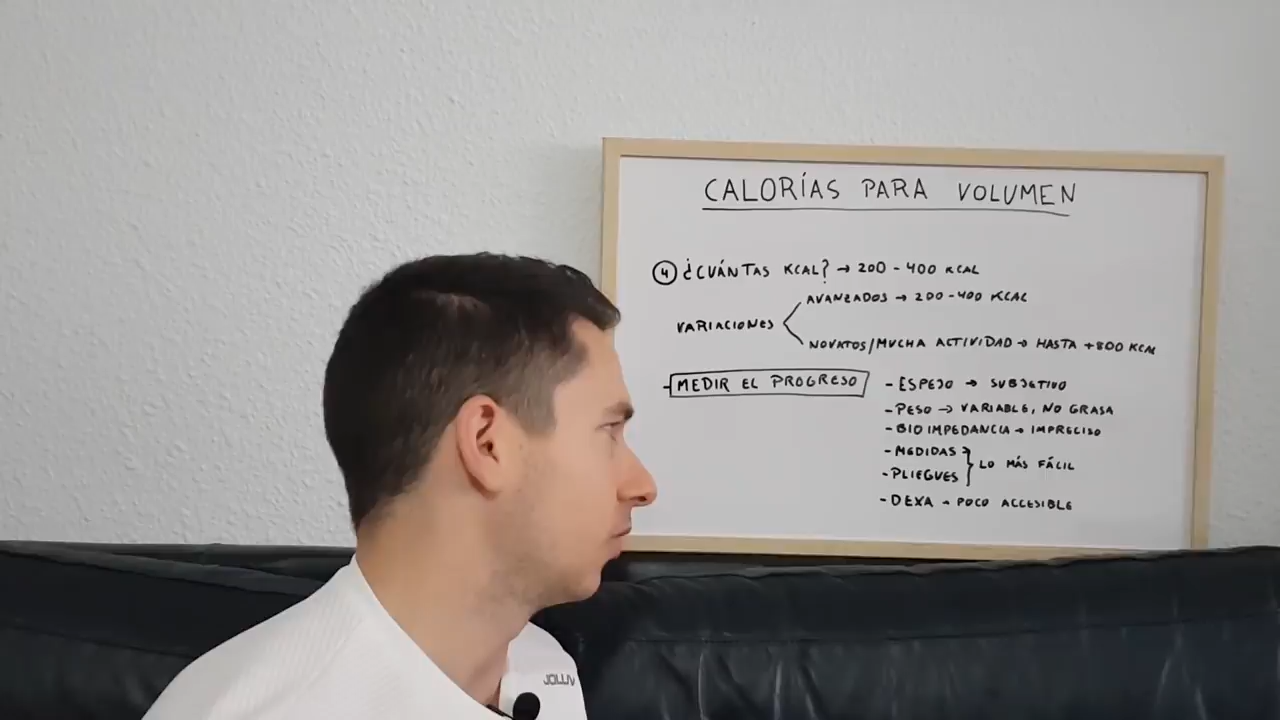 CALORÍAS PARA VOLUMEN
4 ¿CUÁNTAS KCAL? → 200 - 400 KCAL
VARIACIONES
AVANZADOS → 200 - 400 KCAL
NOVATOS/MUCHA ACTIVIDAD → HASTA +800 KCAL
- MEDIR EL PROGRESO
- ESPEJO → SUBJETIVO
- PESO → VARIABLE, NO GRASA
- BIOIMPEDANCIA → IMPRECISO
- MEDIDAS
- PLIEGUES
LO MÁS FÁCIL
- DEXA → POCO ACCESIBLE